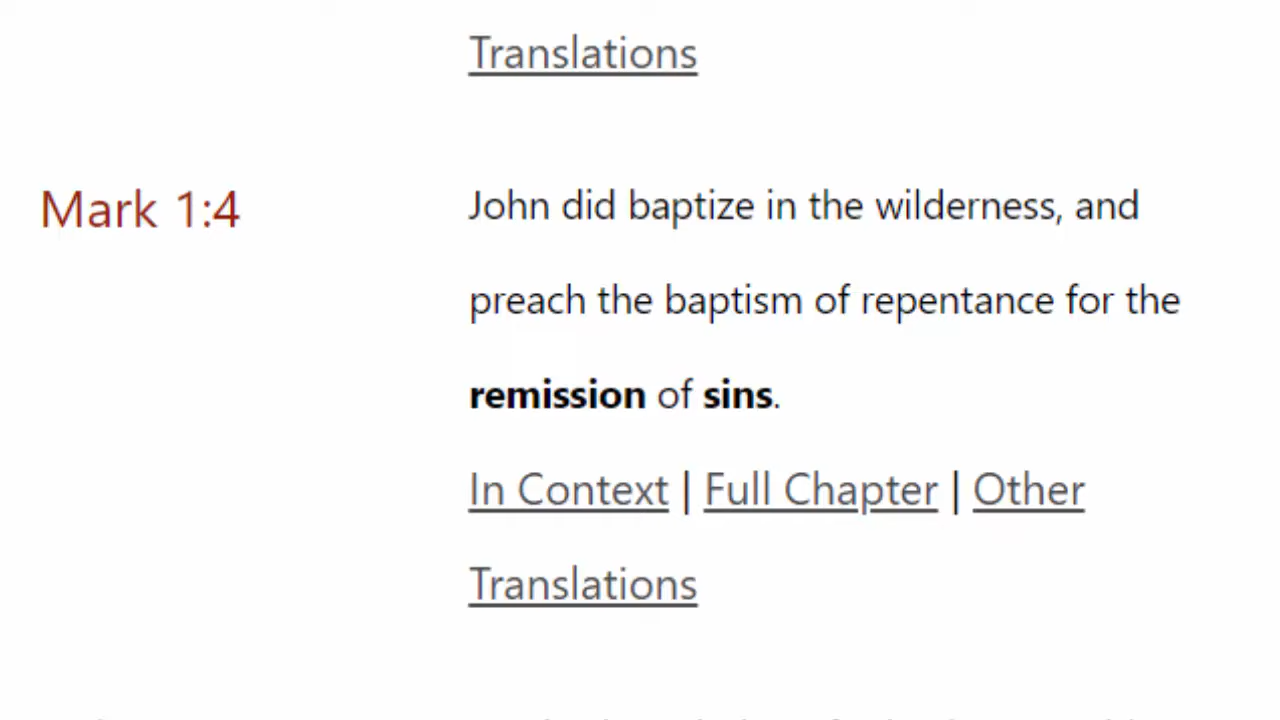 Translations
Mark 1:4
John did baptize in the wilderness, and
preach the baptism of repentance for the
remission of sins.
In Context | Full Chapter | Other
Translations